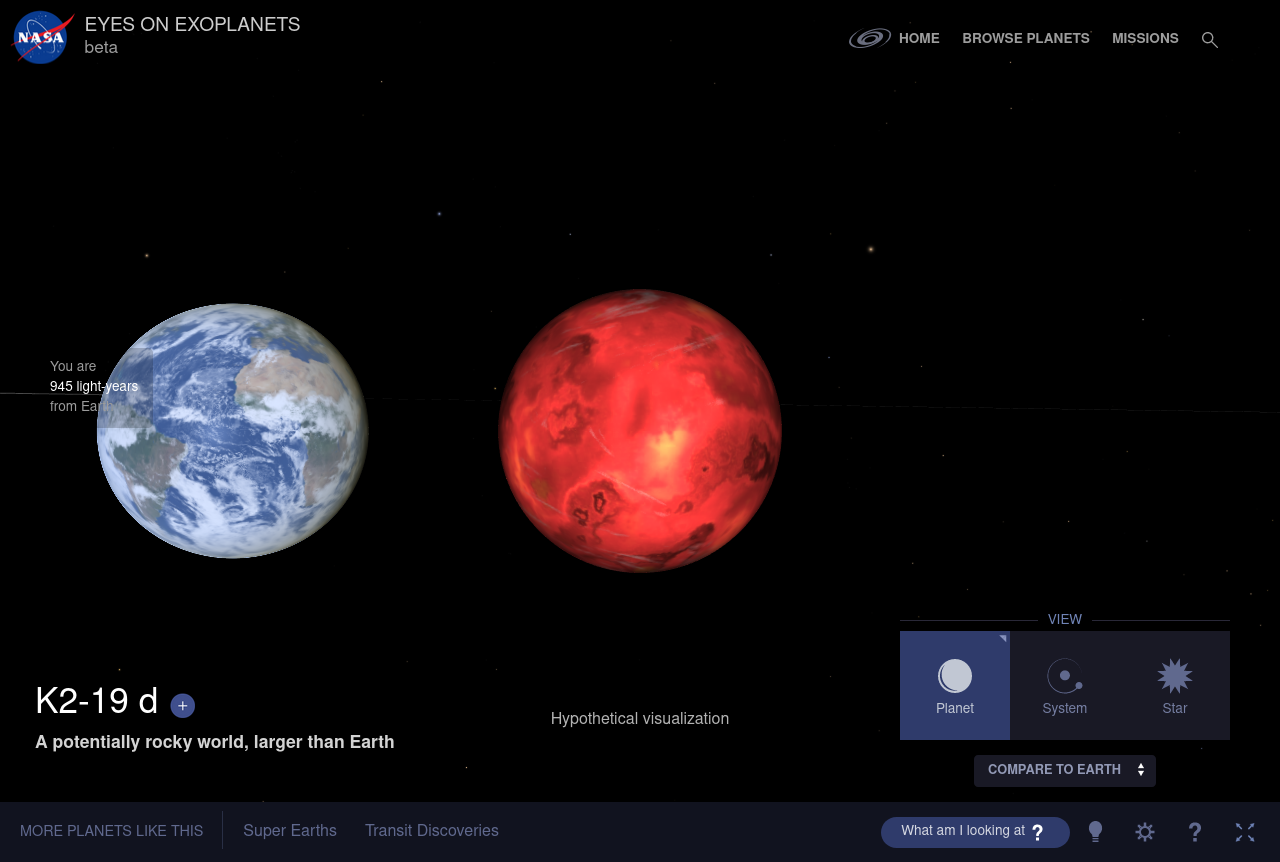 NASA
EYES ON EXOPLANETS
beta
HOME
BROWSE PLANETS
MISSIONS
You are
945 light-years
from Earth
VIEW
Planet
System
Star
K2-19 d +
A potentially rocky world, larger than Earth
Hypothetical visualization
COMPARE TO EARTH
MORE PLANETS LIKE THIS
Super Earths
Transit Discoveries
What am I looking at ?
?